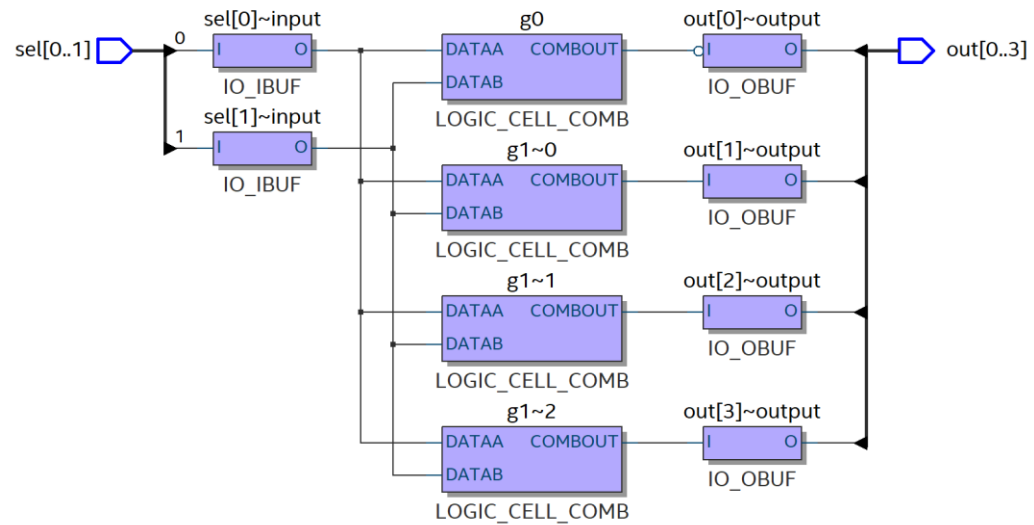 sel[0..1]
0
sel[0]~input
I O
IO_IBUF
1
sel[1]~input
I O
IO_IBUF
g0
DATAA COMBOUT
DATAB
LOGIC_CELL_COMB
out[0]~output
I O
IO_OBUF
out[0..3]
g1~0
DATAA COMBOUT
DATAB
LOGIC_CELL_COMB
out[1]~output
I O
IO_OBUF
g1~1
DATAA COMBOUT
DATAB
LOGIC_CELL_COMB
out[2]~output
I O
IO_OBUF
g1~2
DATAA COMBOUT
DATAB
LOGIC_CELL_COMB
out[3]~output
I O
IO_OBUF